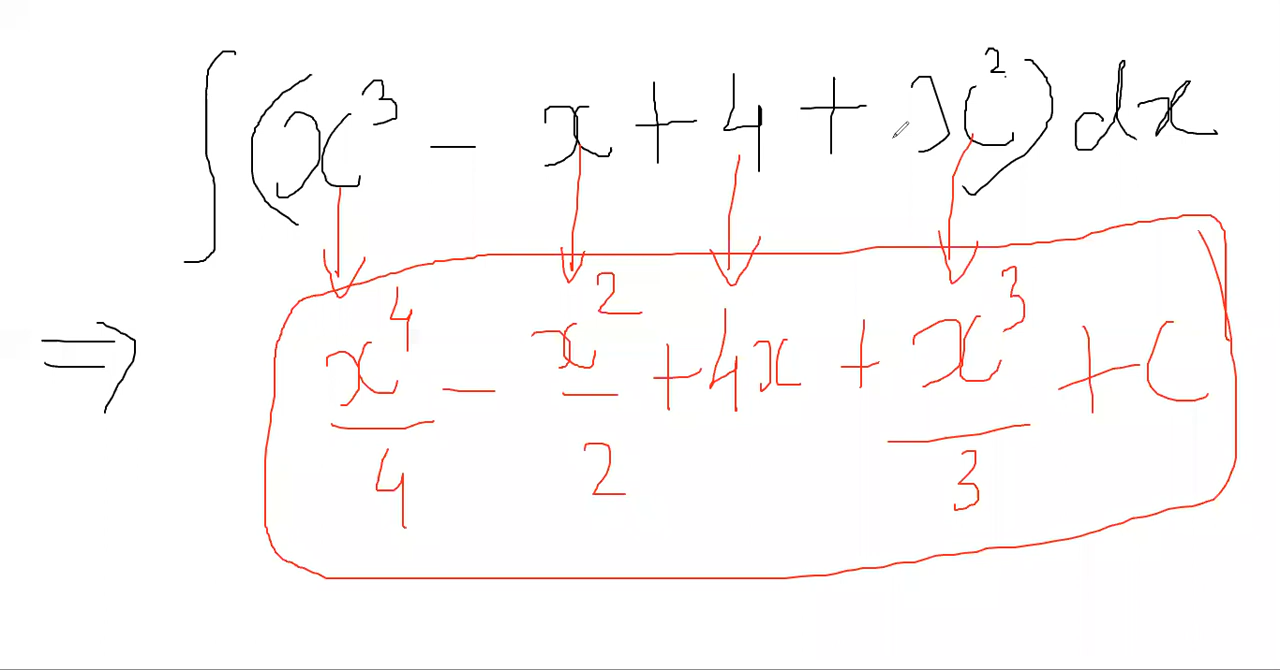 ∫(x³ - x + 4 + x²) dx
⇒ x⁴/4 - x²/2 + 4x + x³/3 + C